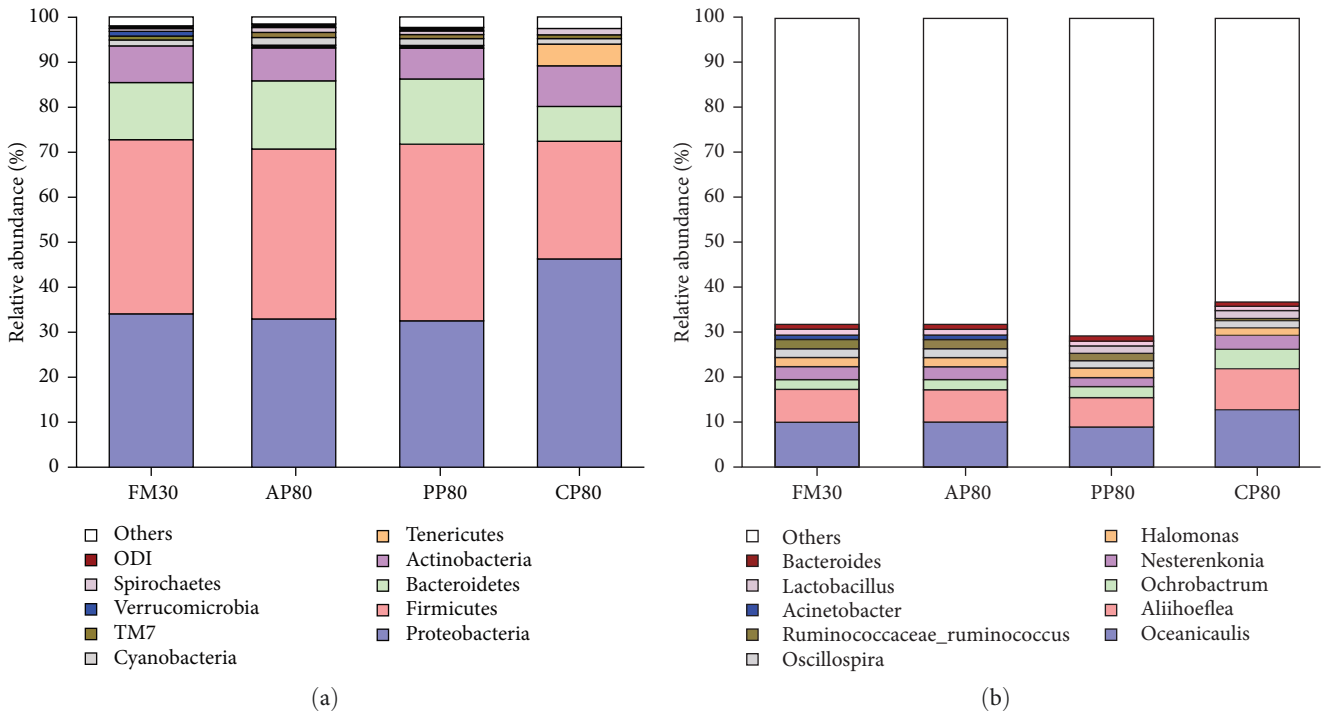 Relative abundance (%)
100
90
80
70
60
50
40
30
20
10
0
FM30 AP80 PP80 CP80
Others
ODI
Spirochaetes
Verrucomicrobia
TM7
Cyanobacteria
Tenericutes
Actinobacteria
Bacteroidetes
Firmicutes
Proteobacteria
(a)
Relative abundance (%)
100
90
80
70
60
50
40
30
20
10
0
FM30 AP80 PP80 CP80
Others
Bacteroides
Lactobacillus
Acinetobacter
Ruminococcaceae_ruminococcus
Oscillospira
Halomonas
Nesterenkonia
Ochrobactrum
Aliihoeflea
Oceanicaulis
(b)